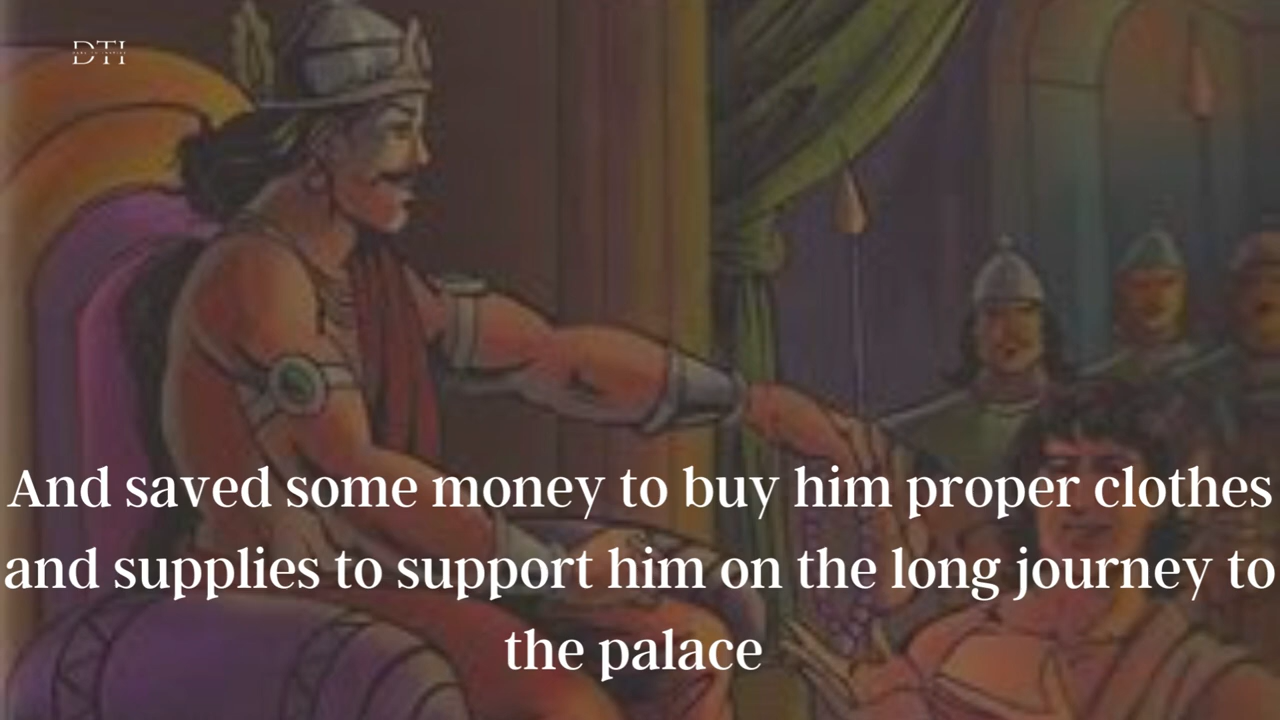 DTI
And saved some money to buy him proper clothes
and supplies to support him on the long journey to
the palace